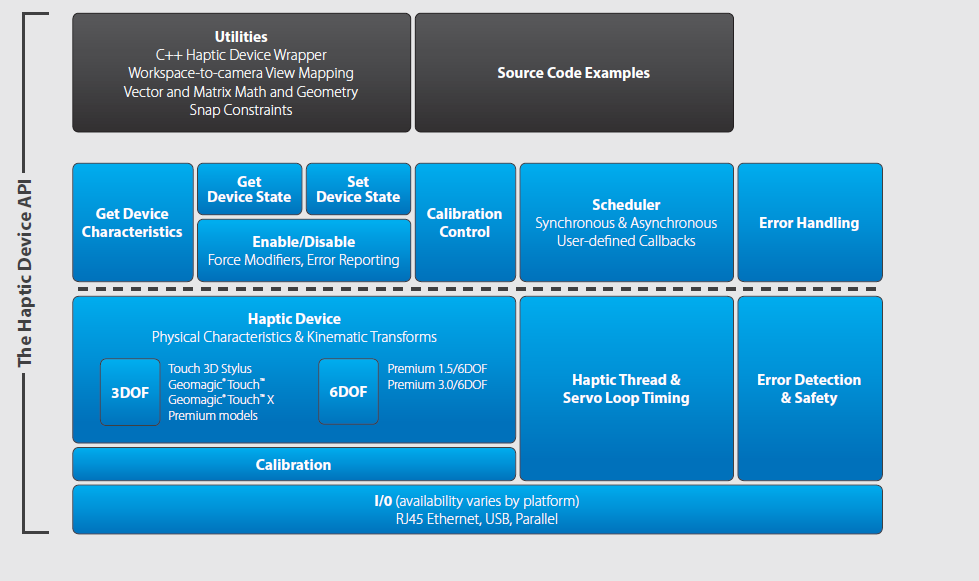 The Haptic Device API
Utilities
C++ Haptic Device Wrapper
Workspace-to-camera View Mapping
Vector and Matrix Math and Geometry
Snap Constraints
Source Code Examples
Get Device
Characteristics
Get
Device State
Set
Device State
Enable/Disable
Force Modifiers, Error Reporting
Calibration
Control
Scheduler
Synchronous & Asynchronous
User-defined Callbacks
Error Handling
Haptic Device
Physical Characteristics & Kinematic Transforms
3DOF
Touch 3D Stylus
Geomagic® Touch™
Geomagic® Touch™ X
Premium models
6DOF
Premium 1.5/6DOF
Premium 3.0/6DOF
Haptic Thread &
Servo Loop Timing
Error Detection
& Safety
Calibration
I/0 (availability varies by platform)
RJ45 Ethernet, USB, Parallel